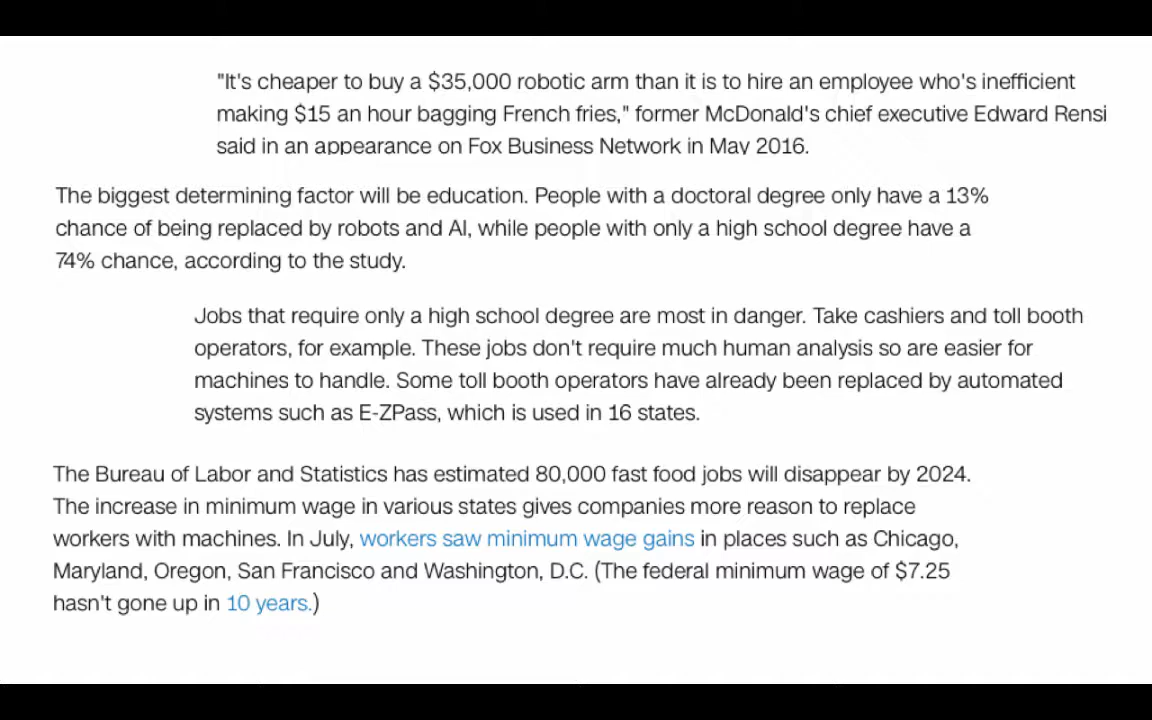 "It's cheaper to buy a $35,000 robotic arm than it is to hire an employee who's inefficient
making $15 an hour bagging French fries," former McDonald's chief executive Edward Rensi
said in an appearance on Fox Business Network in May 2016.
The biggest determining factor will be education. People with a doctoral degree only have a 13%
chance of being replaced by robots and AI, while people with only a high school degree have a
74% chance, according to the study.
Jobs that require only a high school degree are most in danger. Take cashiers and toll booth
operators, for example. These jobs don't require much human analysis so are easier for
machines to handle. Some toll booth operators have already been replaced by automated
systems such as E-ZPass, which is used in 16 states.
The Bureau of Labor and Statistics has estimated 80,000 fast food jobs will disappear by 2024.
The increase in minimum wage in various states gives companies more reason to replace
workers with machines. In July, workers saw minimum wage gains in places such as Chicago,
Maryland, Oregon, San Francisco and Washington, D.C. (The federal minimum wage of $7.25
hasn't gone up in 10 years.)